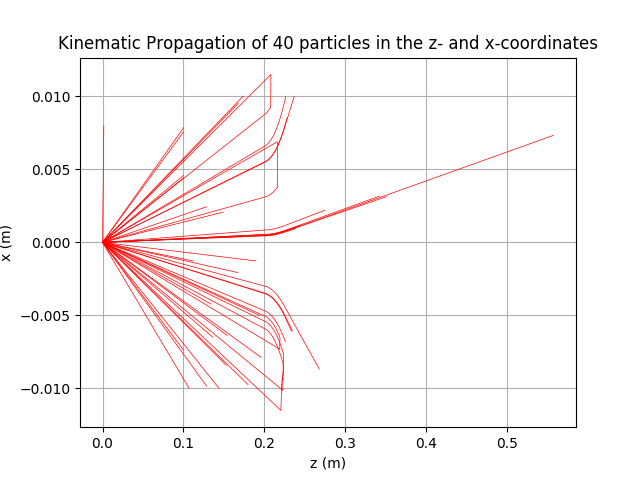 Kinematic Propagation of 40 particles in the z- and x-coordinates
0.010
0.005
0.000
−0.005
−0.010
x (m)
0.0 0.1 0.2 0.3 0.4 0.5
z (m)